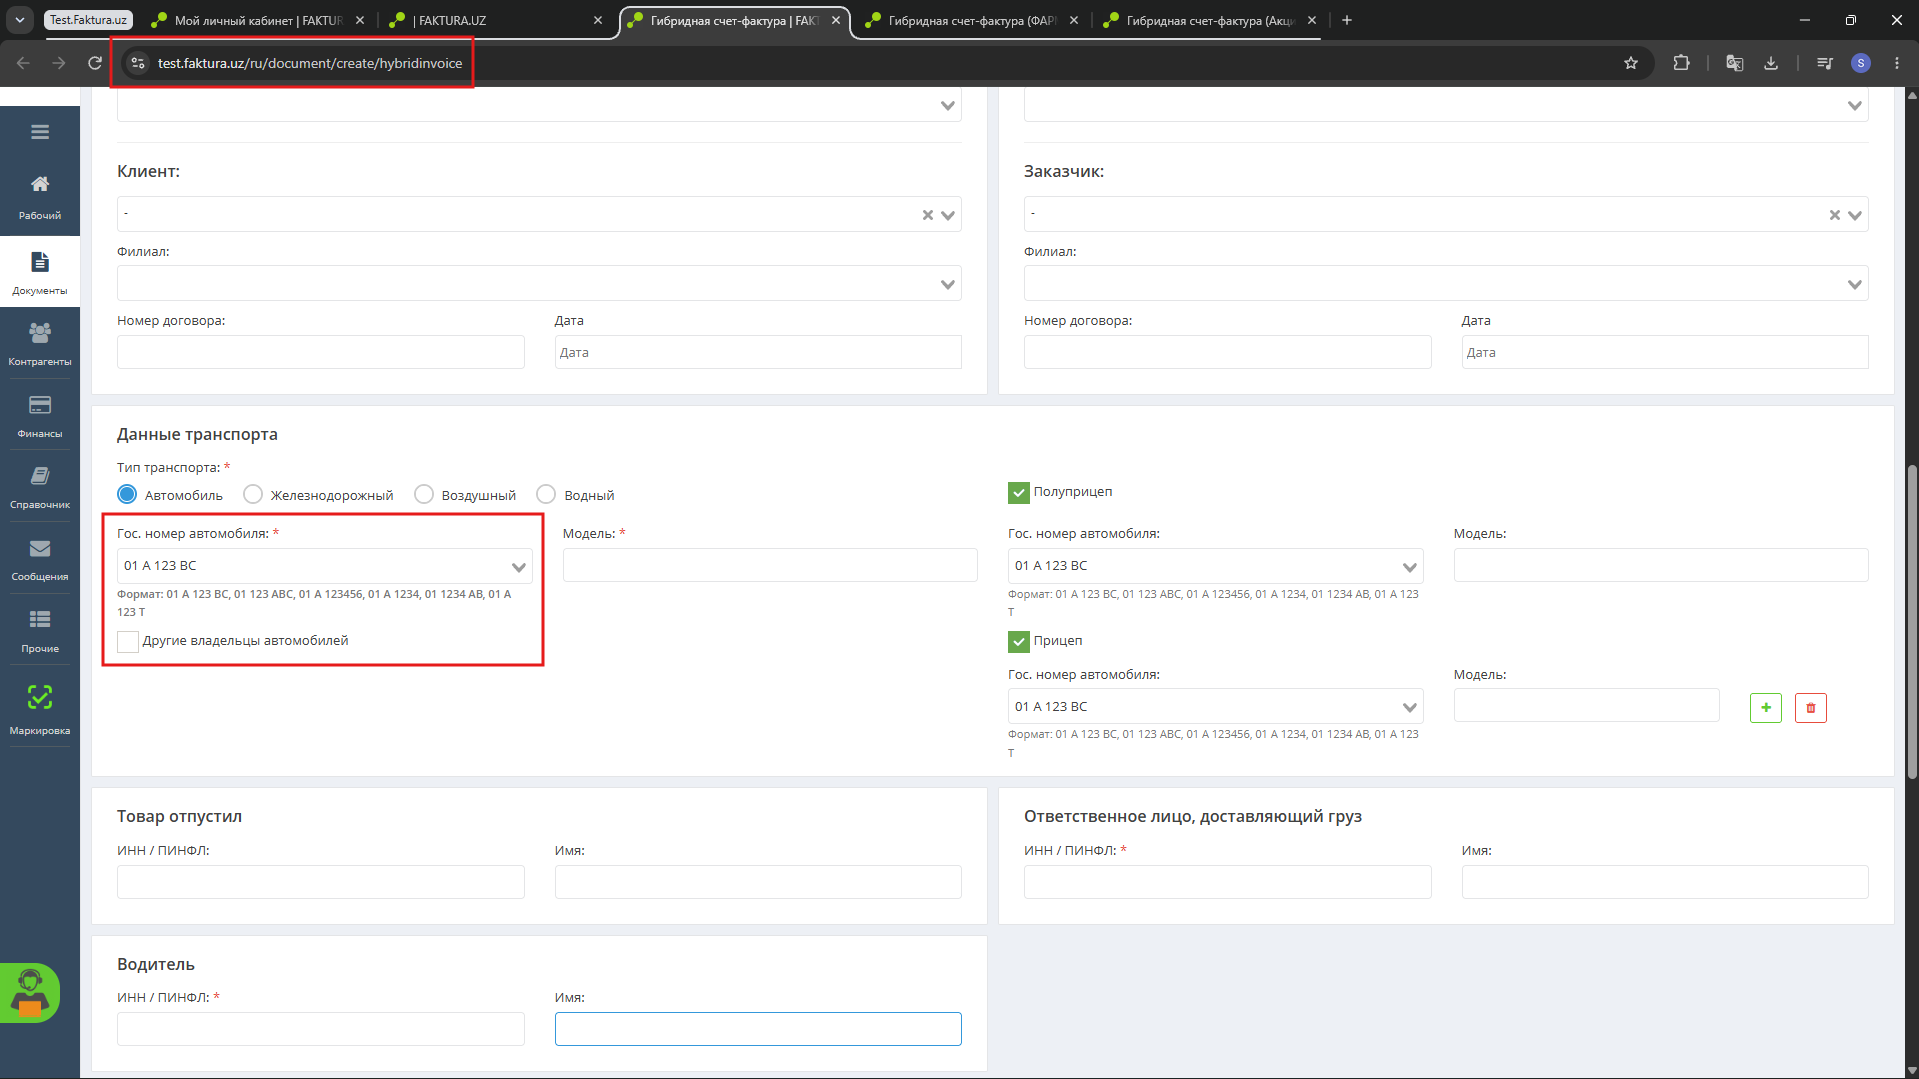 Test.Faktura.uz
Мой личный кабинет | FAKTUR
| FAKTURA.UZ
Гибридная счет-фактура | FAKT
Гибридная счет-фактура (ФАР
Гибридная счет-фактура (Акци
test.faktura.uz/ru/document/create/hybridinvoice
S
Рабочий
Документы
Контрагенты
Финансы
Справочник
Сообщения
Прочие
Маркировка
Клиент:
-
Филиал:
Номер договора:
Дата
Дата
Заказчик:
-
Филиал:
Номер договора:
Дата
Дата
Данные транспорта
Тип транспорта: *
Автомобиль
Железнодорожный
Воздушный
Водный
Гос. номер автомобиля: *
01 A 123 BC
Формат: 01 A 123 BC, 01 123 ABC, 01 A 123456, 01 A 1234, 01 1234 AB, 01 A
123 T
Другие владельцы автомобилей
Модель: *
Полуприцеп
Гос. номер автомобиля:
01 A 123 BC
Формат: 01 A 123 BC, 01 123 ABC, 01 A 123456, 01 A 1234, 01 1234 AB, 01 A 123
T
Модель:
Прицеп
Гос. номер автомобиля:
01 A 123 BC
Формат: 01 A 123 BC, 01 123 ABC, 01 A 123456, 01 A 1234, 01 1234 AB, 01 A 123
T
Модель:
Товар отпустил
ИНН / ПИНФЛ:
Имя:
Ответственное лицо, доставляющий груз
ИНН / ПИНФЛ: *
Имя:
Водитель
ИНН / ПИНФЛ: *
Имя: